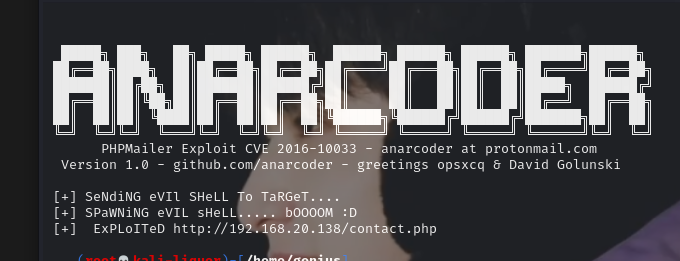 ANARCODER
PHPMailer Exploit CVE 2016-10033 - anarcoder at protonmail.com
Version 1.0 - github.com/anarcoder - greetings opsxcq & David Golunski
[+] SeNdiNG eVIl SHeLL To TaRGeT....
[+] SPaWNiNG eVIL sHeLL..... bOOOOM :D
[+]  ExPLoITeD http://192.168.20.138/contact.php